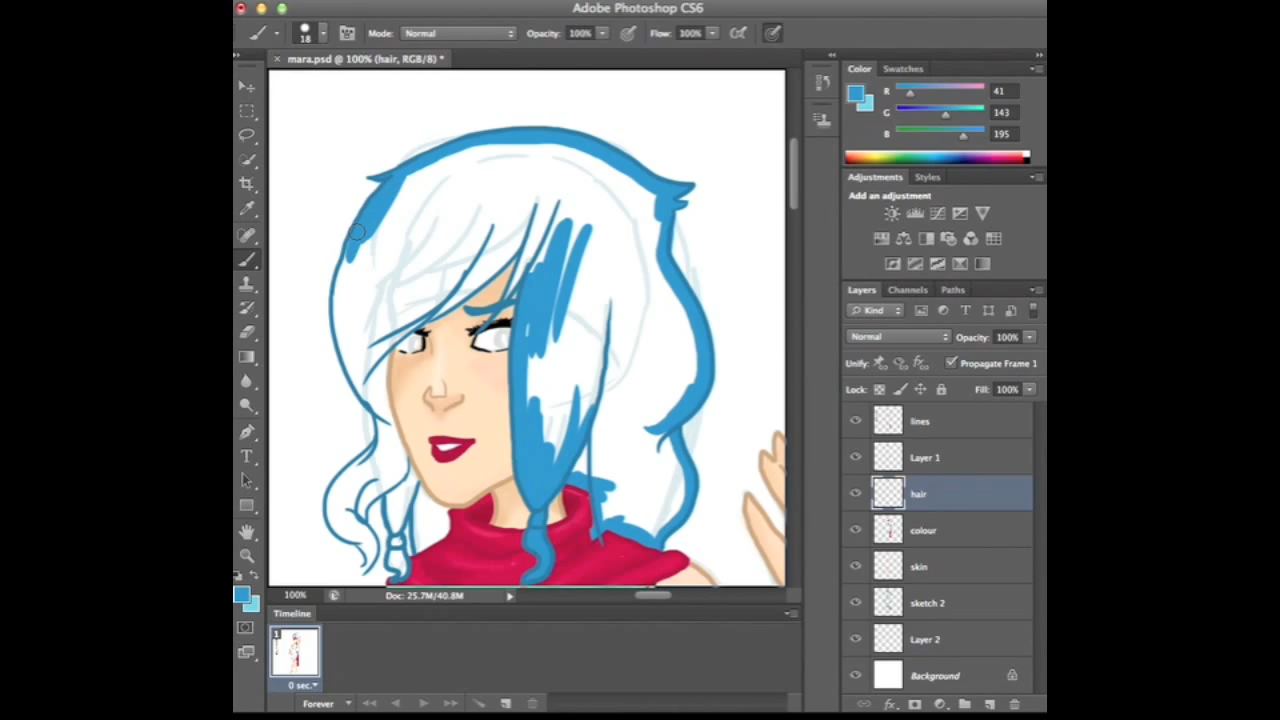 Adobe Photoshop CS6
18 Mode: Normal Opacity: 100% Flow: 100%
mara.psd @ 100% (hair, RGB/8) *
Color Swatches
R 41
G 143
B 195
Adjustments Styles
Add an adjustment
Layers Channels Paths
Kind
Normal Opacity: 100%
Unify: Propagate Frame 1
Lock: Fill: 100%
lines
Layer 1
hair
colour
skin
sketch 2
Layer 2
Background
100% Doc: 25.7M/40.8M
Timeline
1
0 sec.
Forever